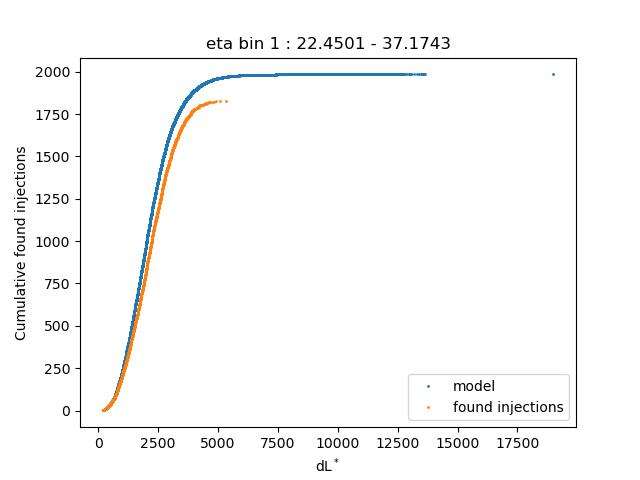 eta bin 1 : 22.4501 - 37.1743
2000
1750
1500
1250
1000
750
500
250
0
Cumulative found injections
model
found injections
0 2500 5000 7500 10000 12500 15000 17500
dL*